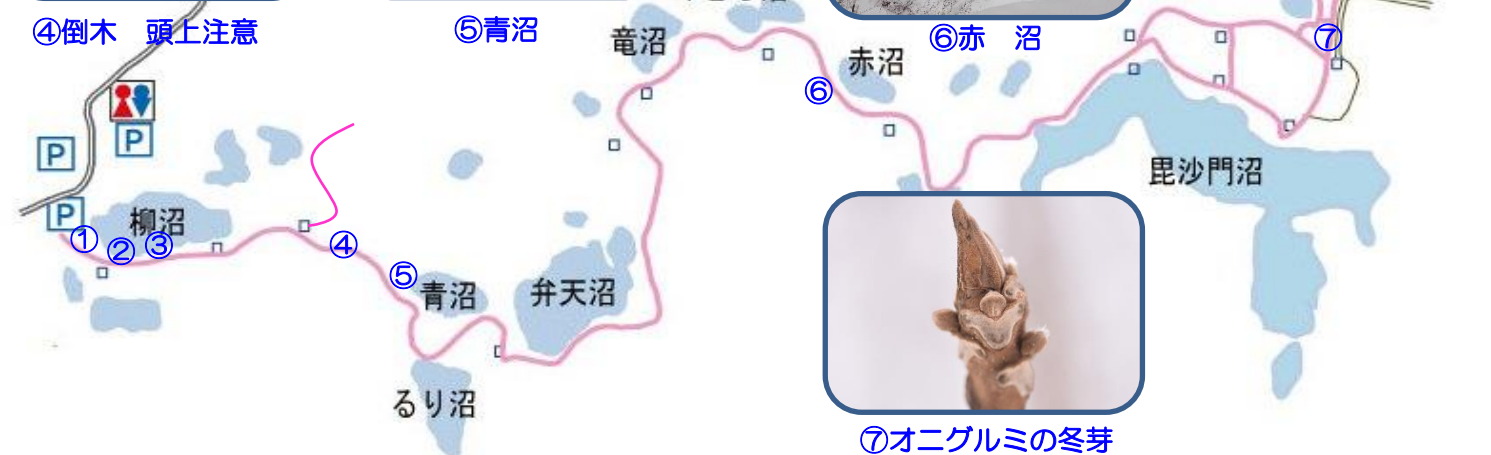 ④倒木　頭上注意
⑤青沼
⑥赤　沼
⑦
竜沼
赤沼
⑥
P
P
P
柳沼
①
②
③
④
⑤
青沼
弁天沼
るり沼
毘沙門沼
⑦オニグルミの冬芽